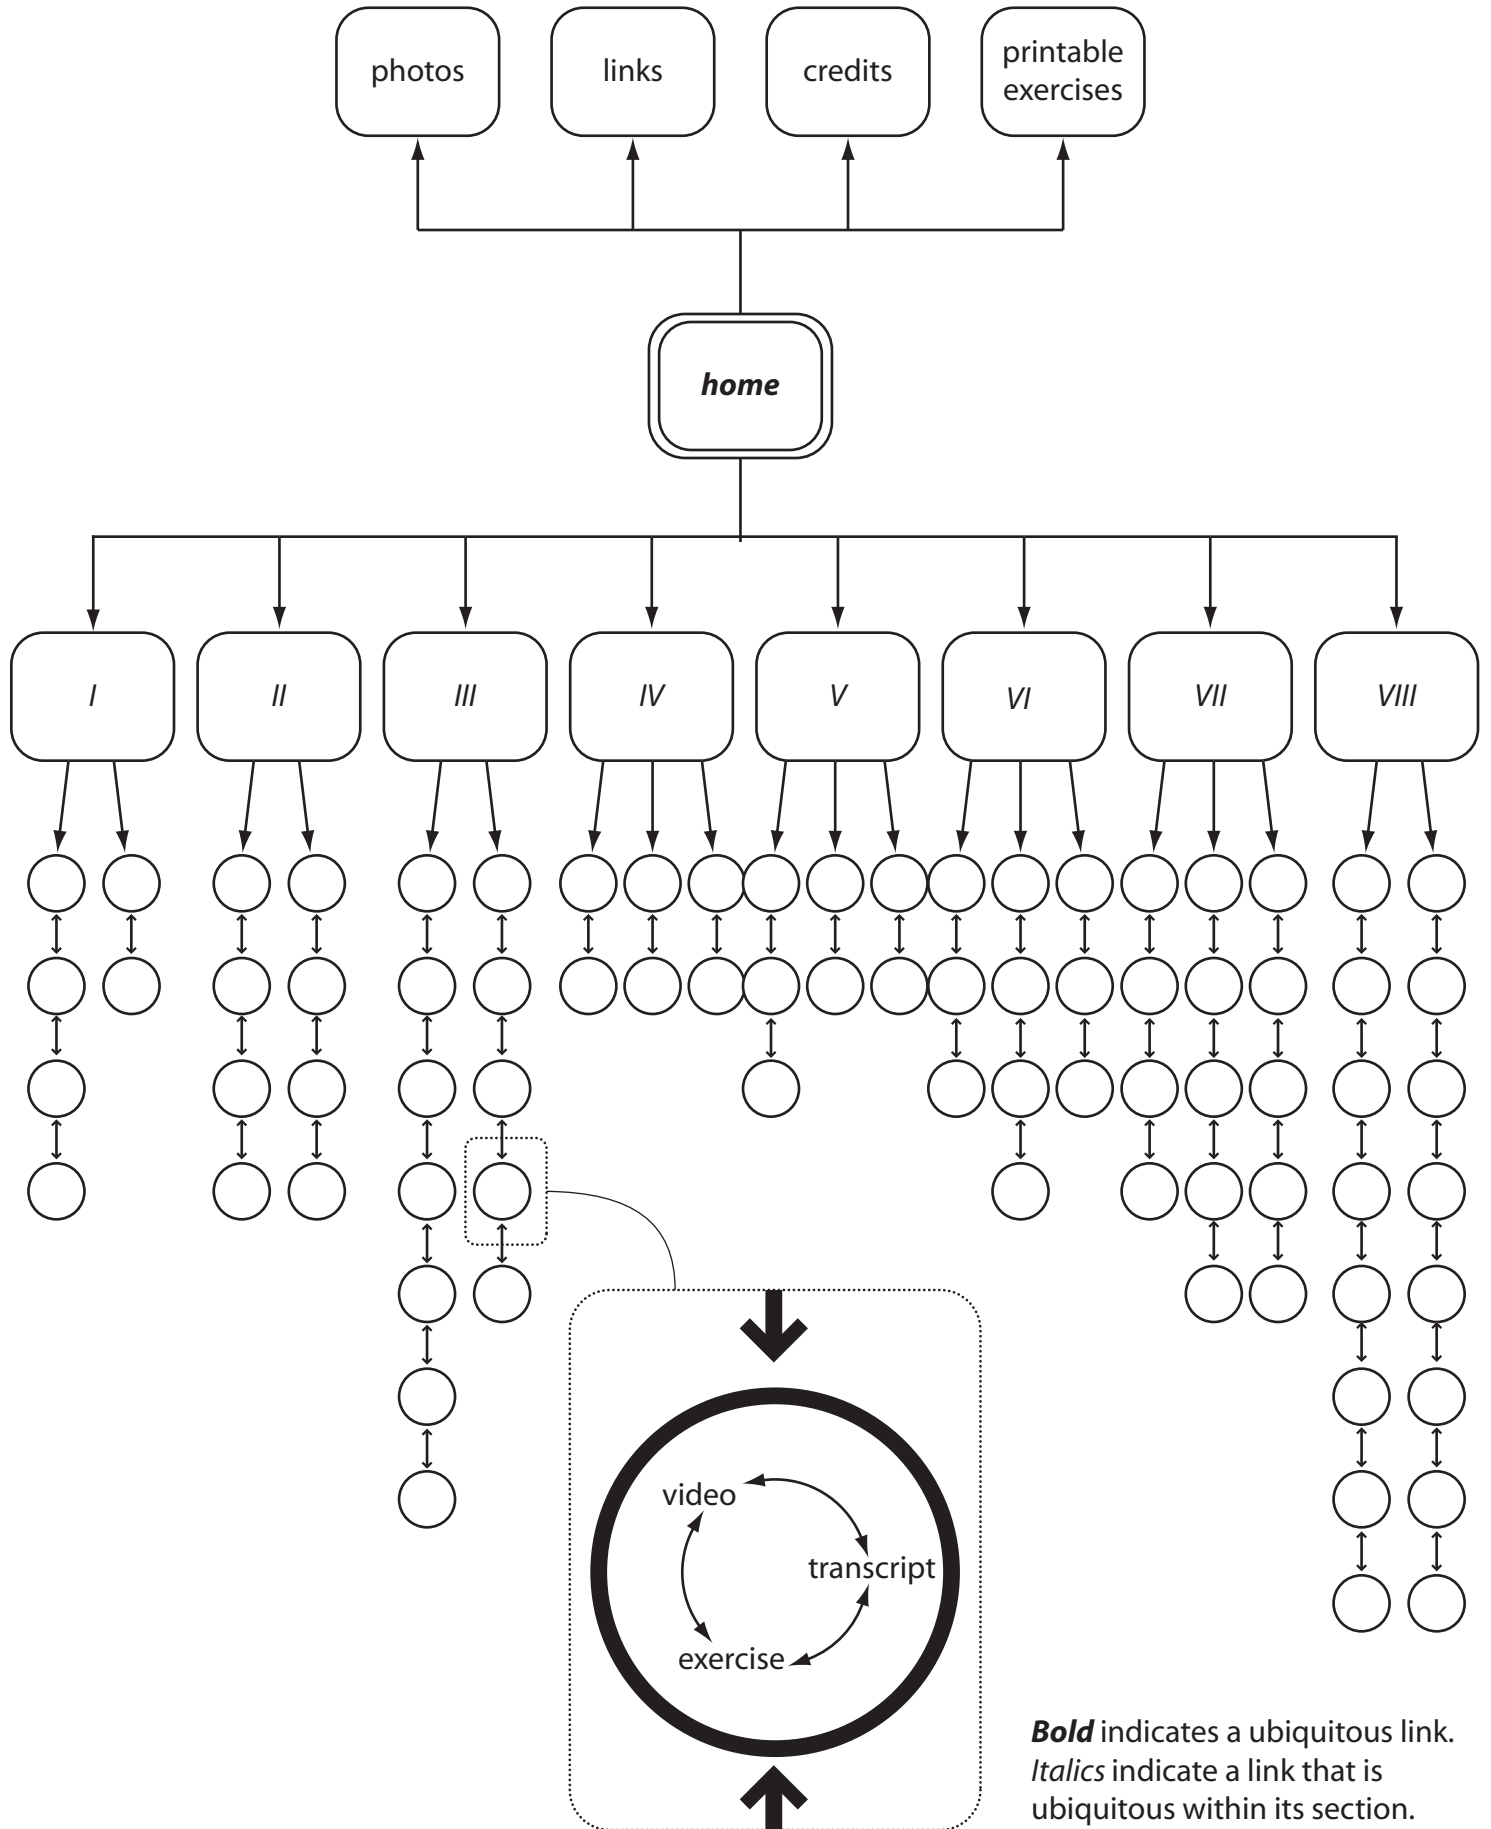 photos
links
credits
printable
exercises
home
I
II
III
IV
V
VI
VII
VIII
video
transcript
exercise
Bold indicates a ubiquitous link.
Italics indicate a link that is
ubiquitous within its section.